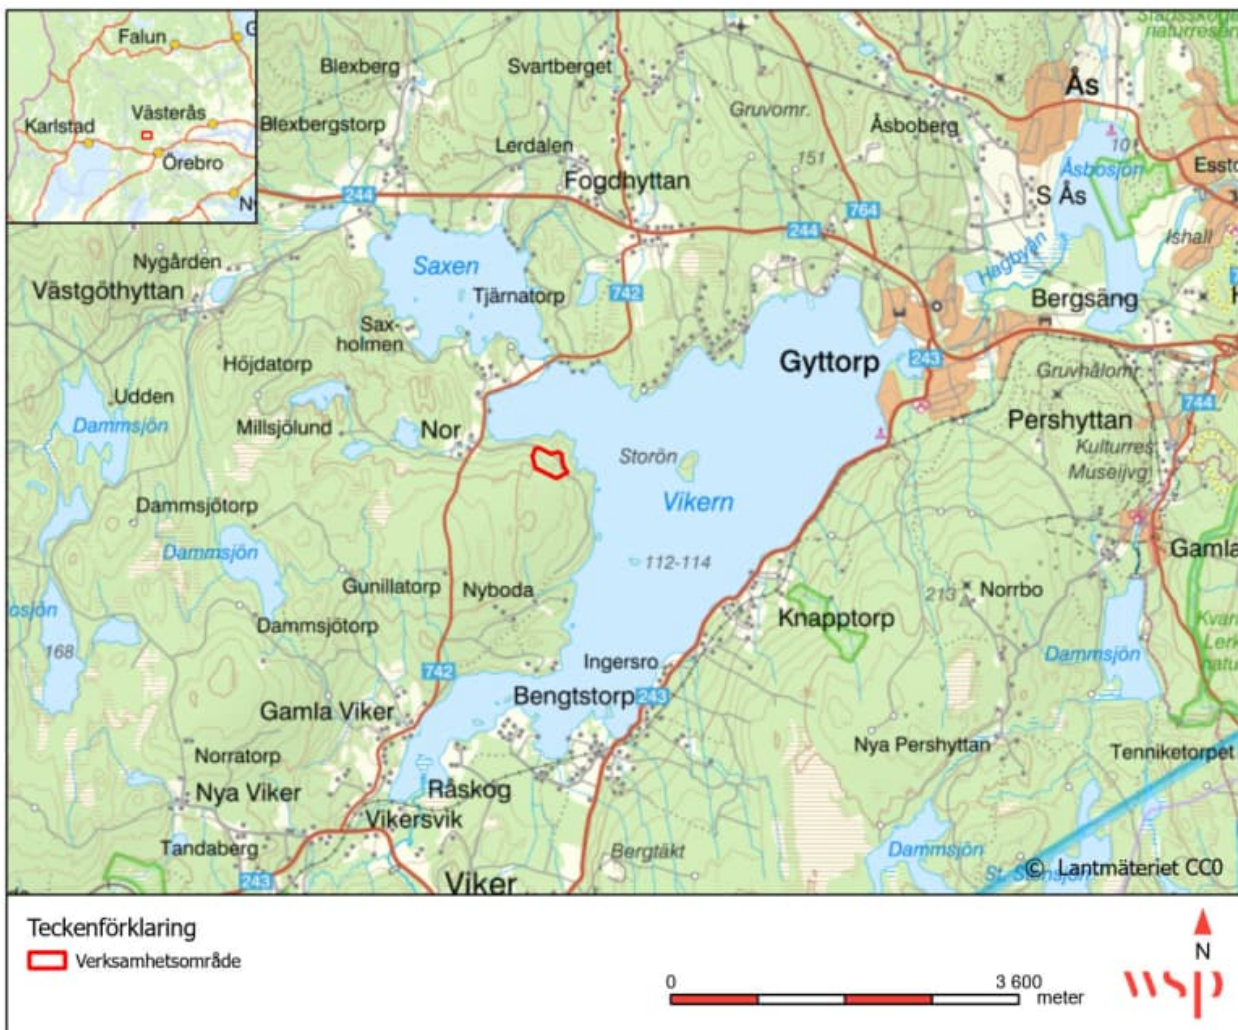 Falun
Västerås
Karlstad
Örebro
Blexberg
Svartberget
Gruvomr.
Ås
Blexbergstorp
Lerdalen
151
Åsboberg
101
Åsbosjön
Fogdhyttan
244
764
244
S Ås
Ishall
Nygården
Saxen
Hagbyån
Västgöthyttan
Tjärnatorp
742
Bergsäng
Sax-
holmen
Höjdatorp
Gyttorp
243
Gruvhålomr.
Udden
Dammsjön
Millsjölund
Nor
Pershyttan
744
Storön
Kulturres.
Museijvg
Vikern
Dammsjötorp
Dammsjön
112-114
Gunillatorp
Nyboda
213
Norrbo
Knapptorp
Dammsjötorp
168
Ingersro
Dammsjön
742
Bengtstorp
243
Gamla Viker
Norratorp
Nya Pershyttan
Tenniketorpet
Nya Viker
Råskog
Vikersvik
Tandaberg
Bergtäkt
Dammsjön
243
Viker
© Lantmäteriet CC0
Teckenförklaring
Verksamhetsområde
0 3 600
meter
N
wsp